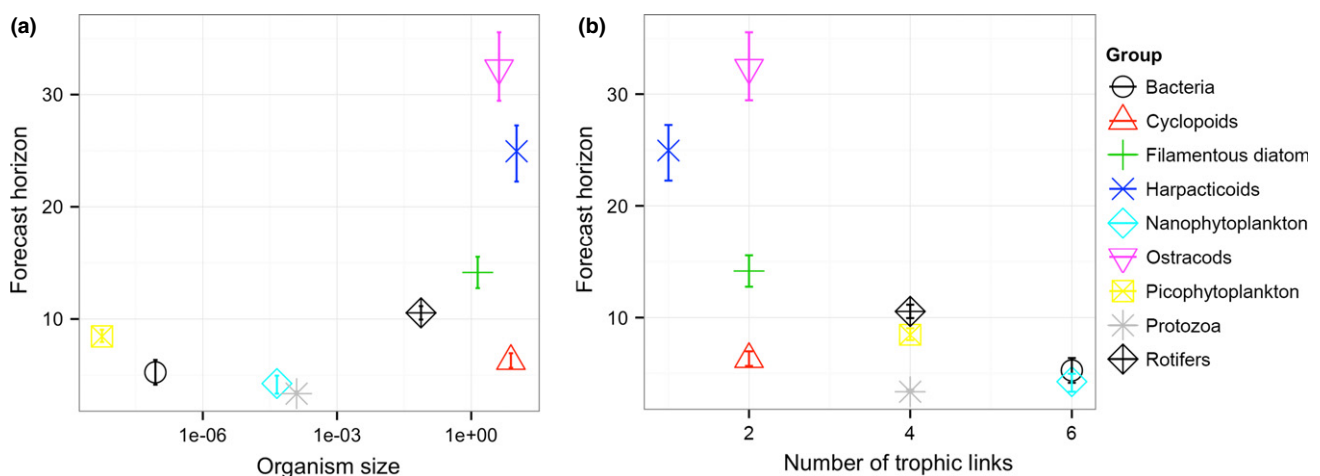 (a)
Forecast horizon
30
20
10
1e-06
1e-03
1e+00
Organism size
(b)
Forecast horizon
30
20
10
2
4
6
Number of trophic links
Group
Bacteria
Cyclopoids
Filamentous diatom
Harpacticoids
Nanophytoplankton
Ostracods
Picophytoplankton
Protozoa
Rotifers